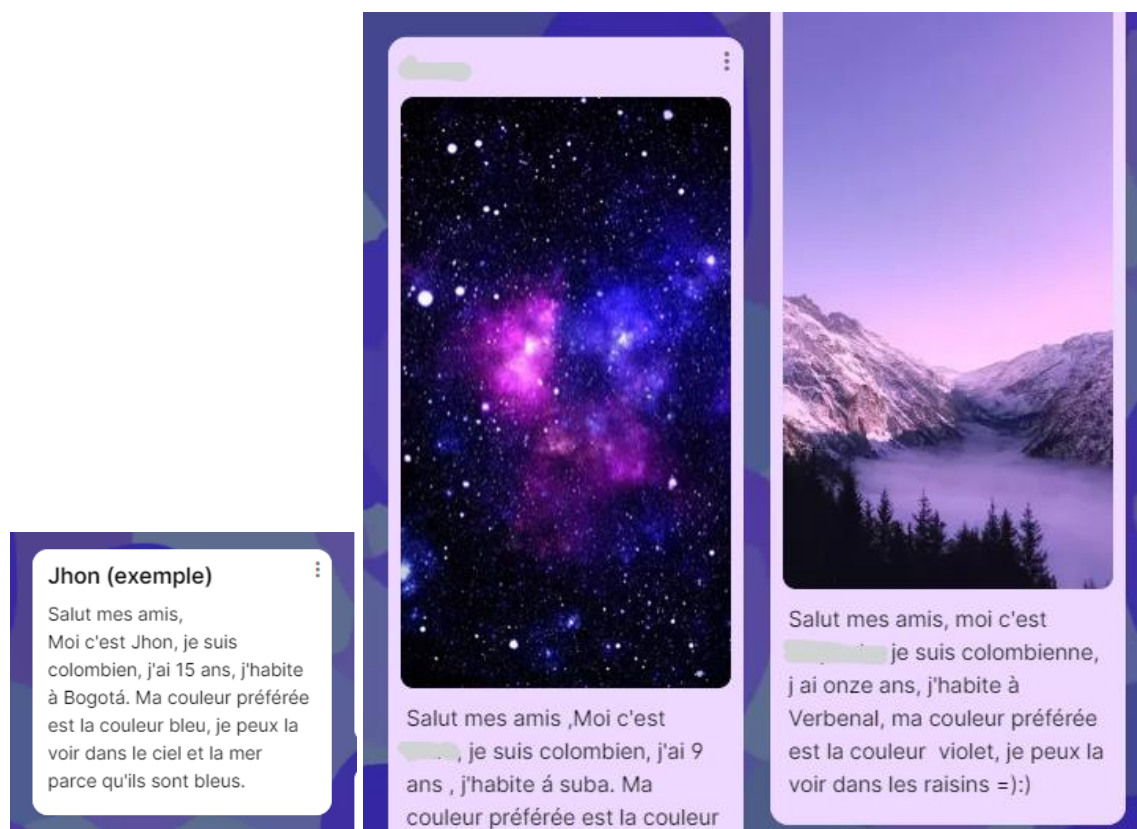 Jhon (exemple)
Salut mes amis,
Moi c'est Jhon, je suis
colombien, j'ai 15 ans, j'habite
à Bogotá. Ma couleur préférée
est la couleur bleu, je peux la
voir dans le ciel et la mer
parce qu'ils sont bleus.
Salut mes amis ,Moi c'est
, je suis colombien, j'ai 9
ans , j'habite á suba. Ma
couleur préférée est la couleur
Salut mes amis, moi c'est
je suis colombienne,
j ai onze ans, j'habite à
Verbenal, ma couleur préférée
est la couleur  violet, je peux la
voir dans les raisins =):)